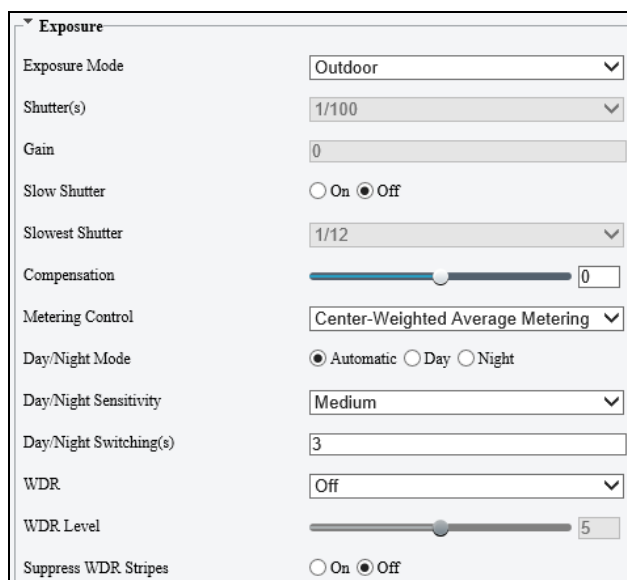 Exposure
Exposure Mode Outdoor
Shutter(s) 1/100
Gain 0
Slow Shutter On Off
Slowest Shutter 1/12
Compensation 0
Metering Control Center-Weighted Average Metering
Day/Night Mode Automatic Day Night
Day/Night Sensitivity Medium
Day/Night Switching(s) 3
WDR Off
WDR Level 5
Suppress WDR Stripes On Off